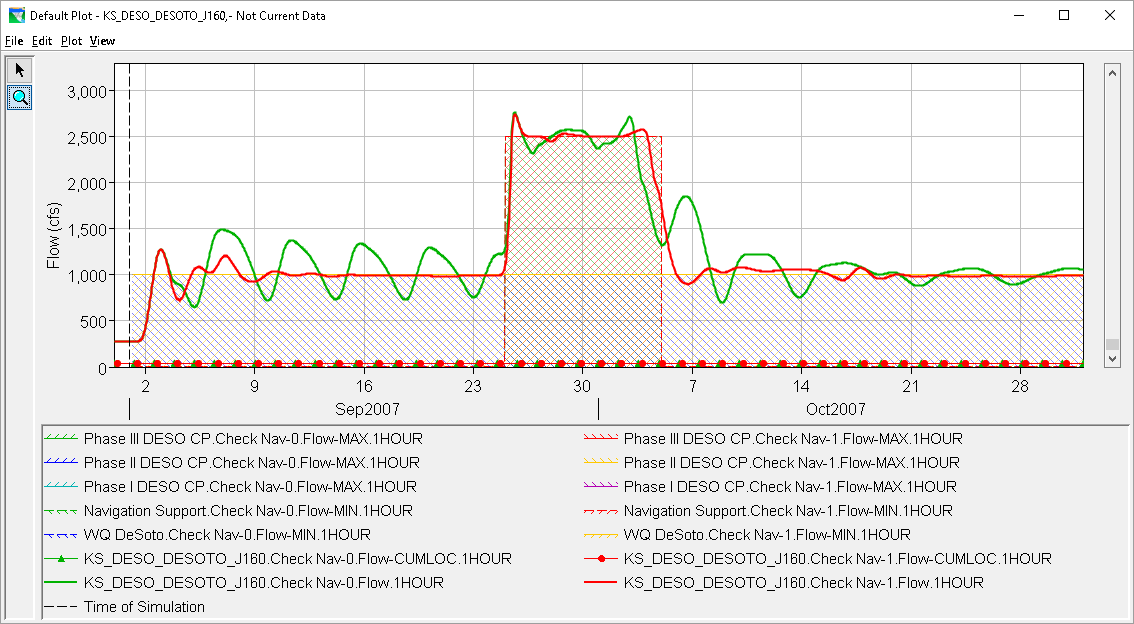 Default Plot - KS_DESO_DESOTO_J160,- Not Current Data
File Edit Plot View
Flow (cfs)
3,000
2,500
2,000
1,500
1,000
500
0
2 9 16 23 30 7 14 21 28
Sep2007 Oct2007
Phase III DESO CP.Check Nav-0.Flow-MAX.1HOUR Phase III DESO CP.Check Nav-1.Flow-MAX.1HOUR
Phase II DESO CP.Check Nav-0.Flow-MAX.1HOUR Phase II DESO CP.Check Nav-1.Flow-MAX.1HOUR
Phase I DESO CP.Check Nav-0.Flow-MAX.1HOUR Phase I DESO CP.Check Nav-1.Flow-MAX.1HOUR
Navigation Support.Check Nav-0.Flow-MIN.1HOUR Navigation Support.Check Nav-1.Flow-MIN.1HOUR
WQ DeSoto.Check Nav-0.Flow-MIN.1HOUR WQ DeSoto.Check Nav-1.Flow-MIN.1HOUR
KS_DESO_DESOTO_J160.Check Nav-0.Flow-CUMLOC.1HOUR KS_DESO_DESOTO_J160.Check Nav-1.Flow-CUMLOC.1HOUR
KS_DESO_DESOTO_J160.Check Nav-0.Flow.1HOUR KS_DESO_DESOTO_J160.Check Nav-1.Flow.1HOUR
Time of Simulation